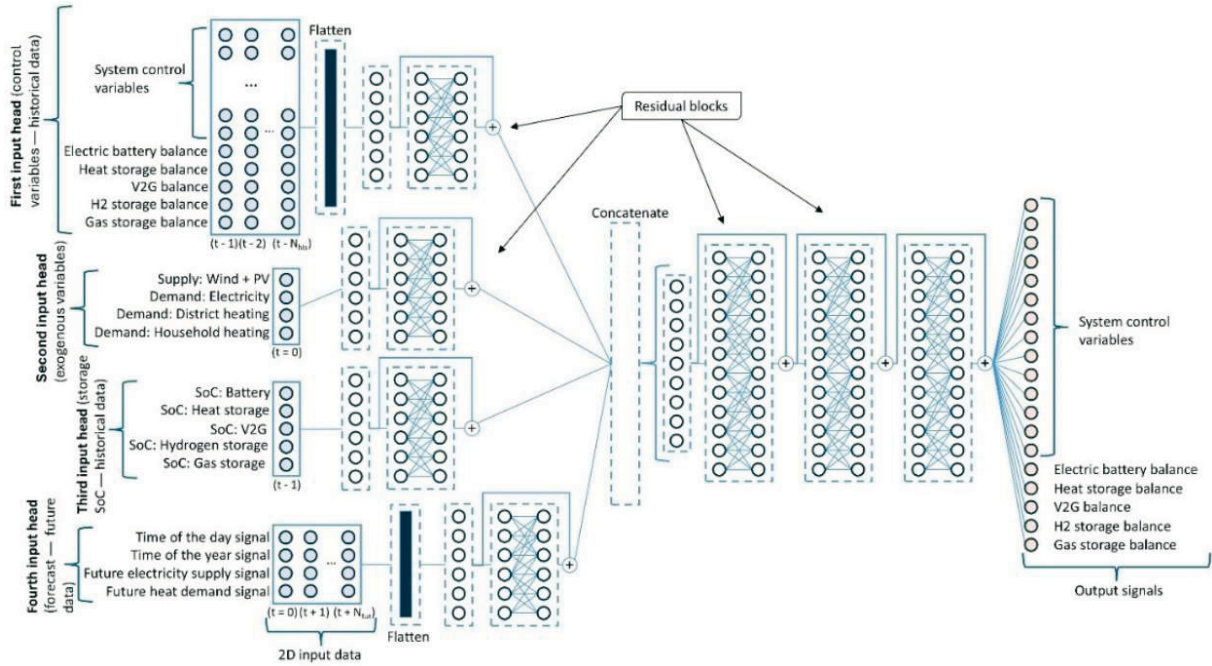 First input head (control
variables — historical data)
System control
variables
...
...
Electric battery balance
Heat storage balance
V2G balance
H2 storage balance
Gas storage balance
(t - 1)(t - 2) (t - Nhis)
Flatten
Residual blocks
Second input head
(exogenous variables)
Supply: Wind + PV
Demand: Electricity
Demand: District heating
Demand: Household heating
(t = 0)
Third input head (storage
SoC — historical data)
SoC: Battery
SoC: Heat storage
SoC: V2G
SoC: Hydrogen storage
SoC: Gas storage
(t - 1)
Fourth input head
(forecast — future
data)
Time of the day signal
Time of the year signal
Future electricity supply signal
Future heat demand signal
...
(t = 0) (t + 1) (t + Nfut)
2D input data
Flatten
Concatenate
+
+
+
+
+
+
+
System control
variables
Electric battery balance
Heat storage balance
V2G balance
H2 storage balance
Gas storage balance
Output signals